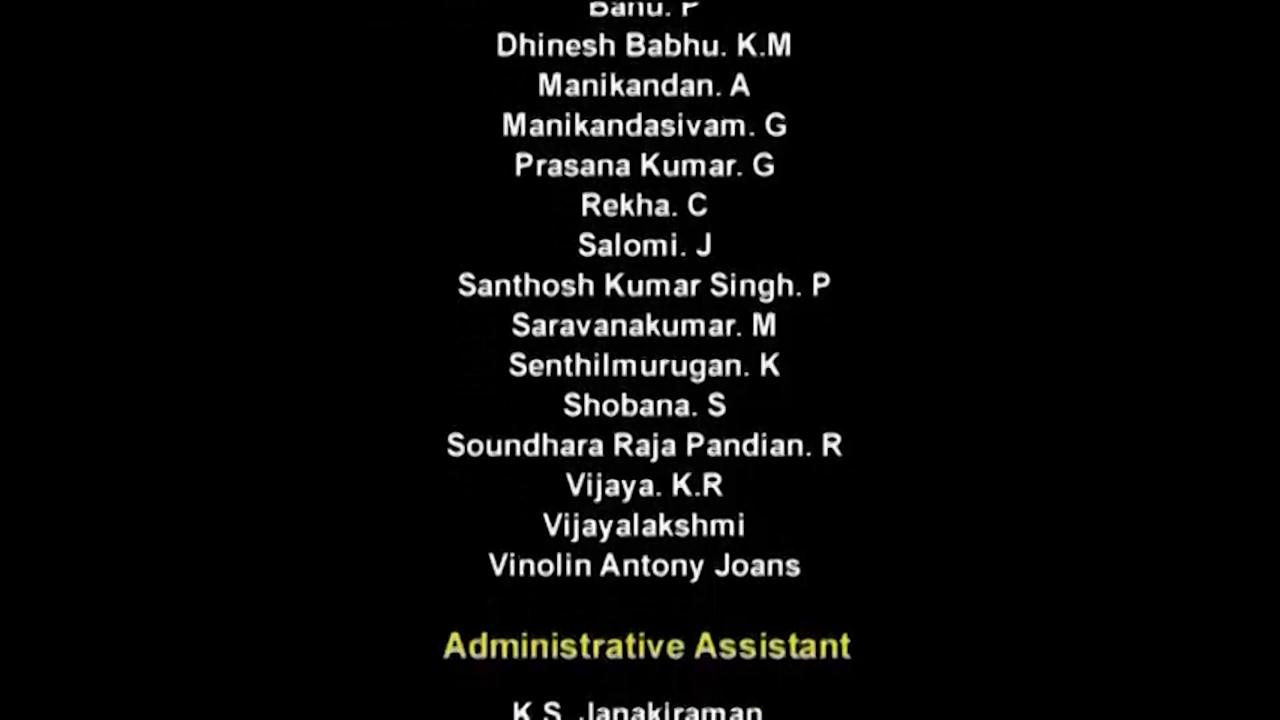 Banu. P
Dhinesh Babhu. K.M
Manikandan. A
Manikandasivam. G
Prasana Kumar. G
Rekha. C
Salomi. J
Santhosh Kumar Singh. P
Saravanakumar. M
Senthilmurugan. K
Shobana. S
Soundhara Raja Pandian. R
Vijaya. K.R
Vijayalakshmi
Vinolin Antony Joans
Administrative Assistant
K.S. Janakiraman